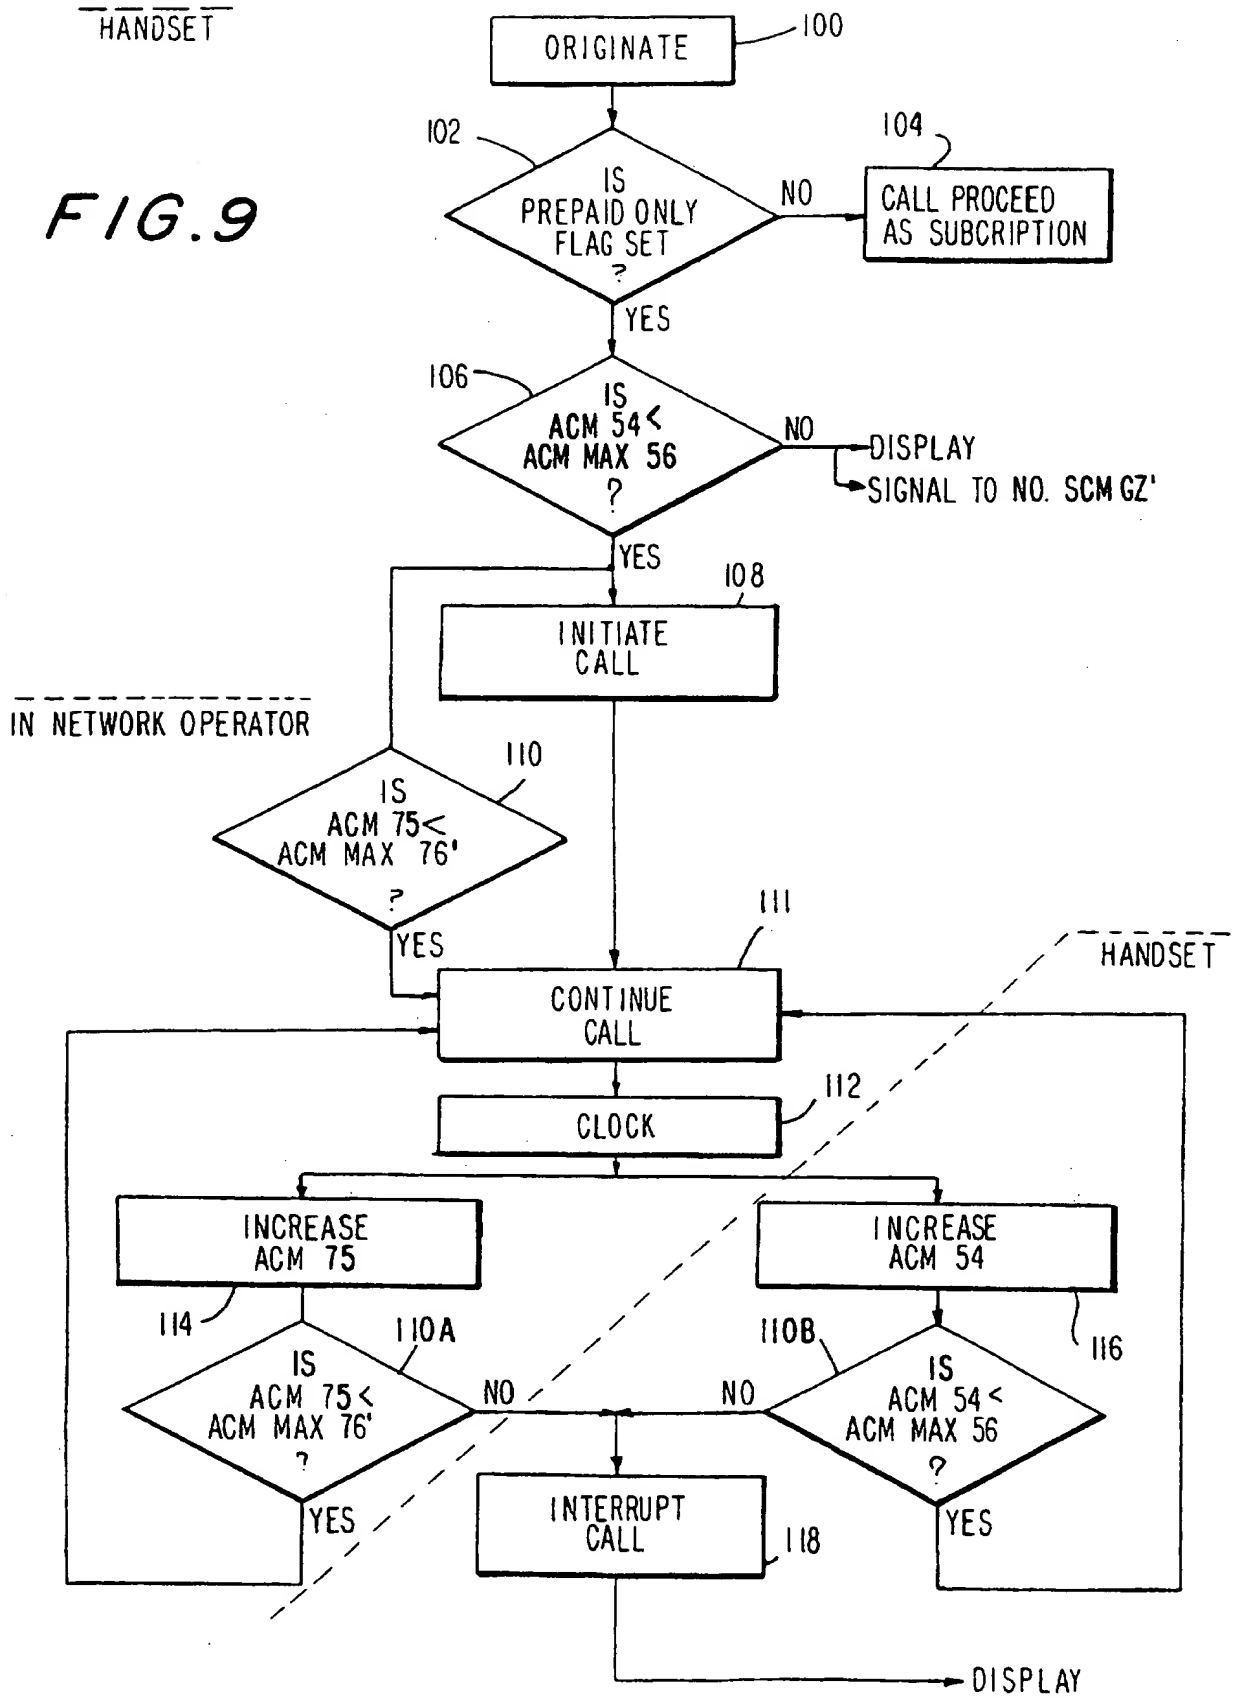 HANDSET
ORIGINATE
100
FIG.9
102
IS
PREPAID ONLY
FLAG SET
?
NO
104
CALL PROCEED
AS SUBCRIPTION
YES
106
IS
ACM 54<
ACM MAX 56
?
NO
DISPLAY
SIGNAL TO NO. SCM GZ'
YES
108
INITIATE
CALL
IN NETWORK OPERATOR
110
IS
ACM 75<
ACM MAX 76'
?
YES
111
HANDSET
CONTINUE
CALL
112
CLOCK
INCREASE
ACM 75
114
INCREASE
ACM 54
116
110A
IS
ACM 75<
ACM MAX 76'
?
NO
YES
110B
IS
ACM 54<
ACM MAX 56
?
NO
YES
INTERRUPT
CALL
118
DISPLAY